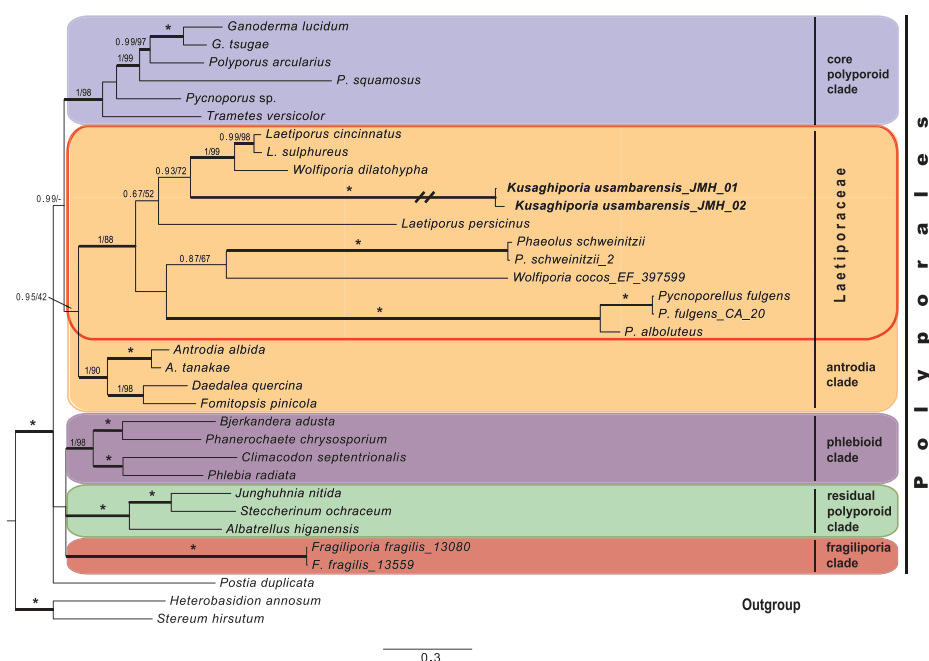 *
Ganoderma lucidum
0.99/97
G. tsugae
1/99
Polyporus arcularius
P. squamosus
1/98
Pycnoporus sp.
Trametes versicolor
core
polyporoid
clade
0.99/98
Laetiporus cincinnatus
1/99
L. sulphureus
0.93/72
Wolfiporia dilatohypha
*
Kusaghiporia usambarensis_JMH_01
Kusaghiporia usambarensis_JMH_02
0.67/52
0.99/-
Laetiporus persicinus
1/88
*
Phaeolus schweinitzii
0.87/67
P. schweinitzii_2
Wolfiporia cocos_EF_397599
0.95/42
*
Pycnoporellus fulgens
*
P. fulgens_CA_20
P. alboluteus
Laetiporaceae
*
Antrodia albida
1/90
A. tanakae
1/98
Daedalea quercina
Fomitopsis pinicola
antrodia
clade
*
*
Bjerkandera adusta
1/98
Phanerochaete chrysosporium
*
Climacodon septentrionalis
Phlebia radiata
phlebioid
clade
*
Junghuhnia nitida
*
Steccherinum ochraceum
Albatrellus higanensis
residual
polyporoid
clade
*
Fragiliporia fragilis_13080
F. fragilis_13559
fragiliporia
clade
Polyporales
Postia duplicata
*
Heterobasidion annosum
Stereum hirsutum
Outgroup
0.3